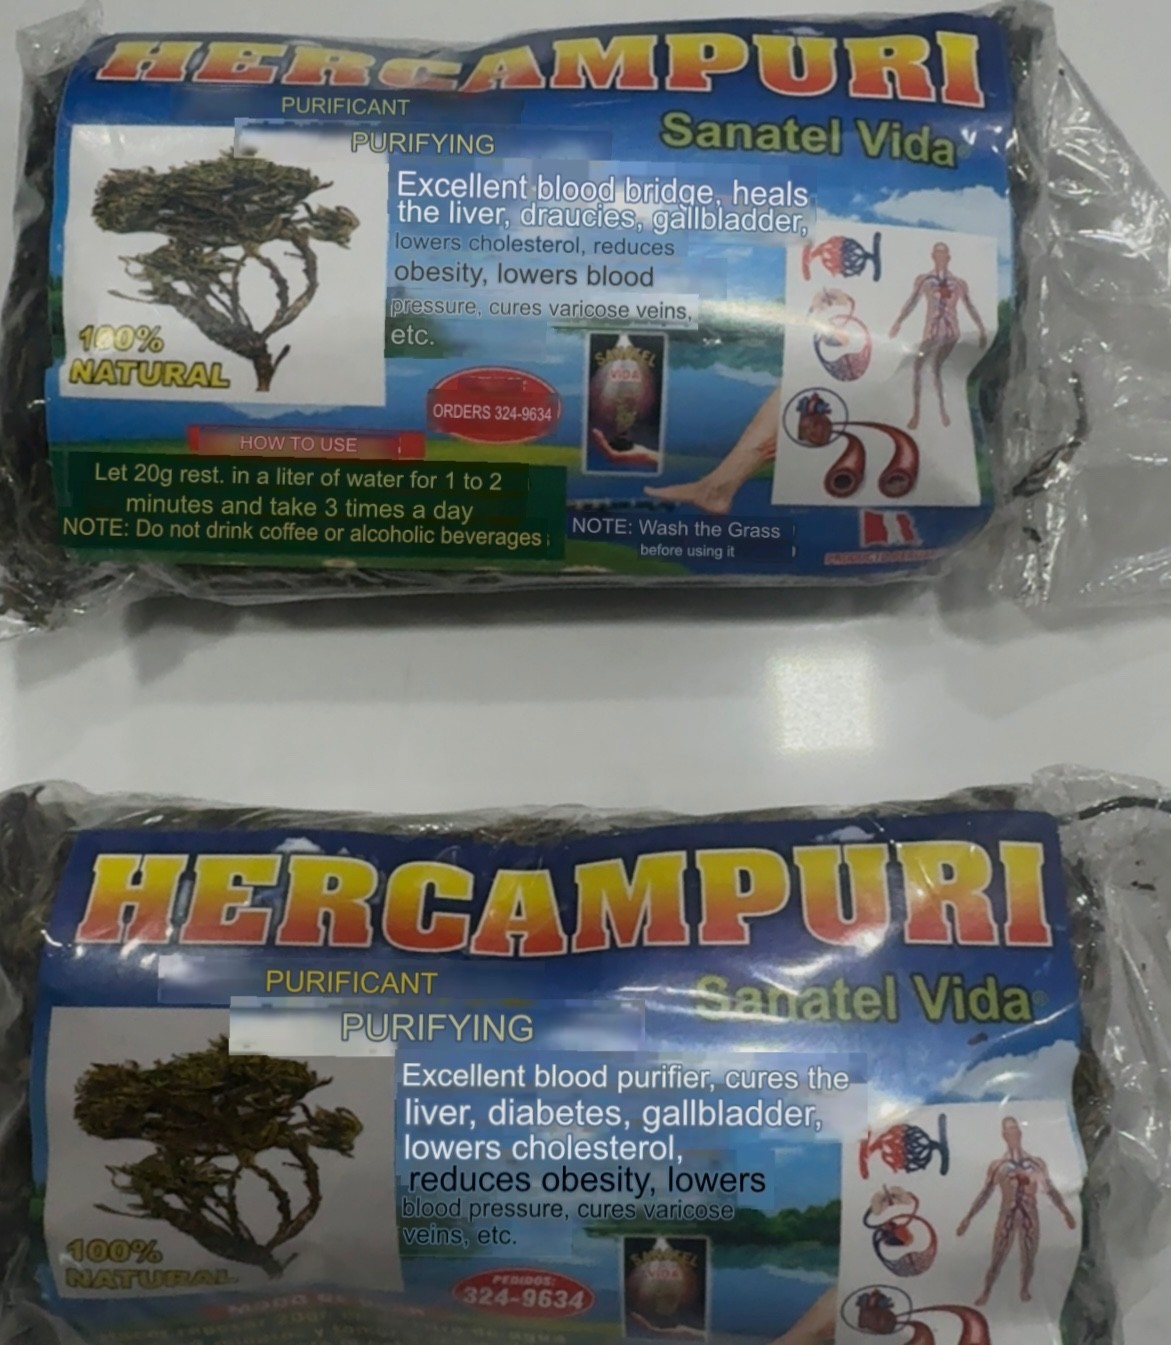 HERCAMPURI
PURIFICANT
PURIFYING
Sanatel Vida
Excellent blood bridge, heals
the liver, draucies, gallbladder,
lowers cholesterol, reduces
obesity, lowers blood
pressure, cures varicose veins,
etc.
100%
NATURAL
SANATEL
VIDA
ORDERS 324-9634
HOW TO USE
Let 20g rest. in a liter of water for 1 to 2
minutes and take 3 times a day
NOTE: Do not drink coffee or alcoholic beverages
NOTE: Wash the Grass
before using it
HERCAMPURI
PURIFICANT
PURIFYING
Sanatel Vida
Excellent blood purifier, cures the
liver, diabetes, gallbladder,
lowers cholesterol,
reduces obesity, lowers
blood pressure, cures varicose
veins, etc.
100%
NATURAL
SANATEL
VIDA
PEDIDOS:
324-9634